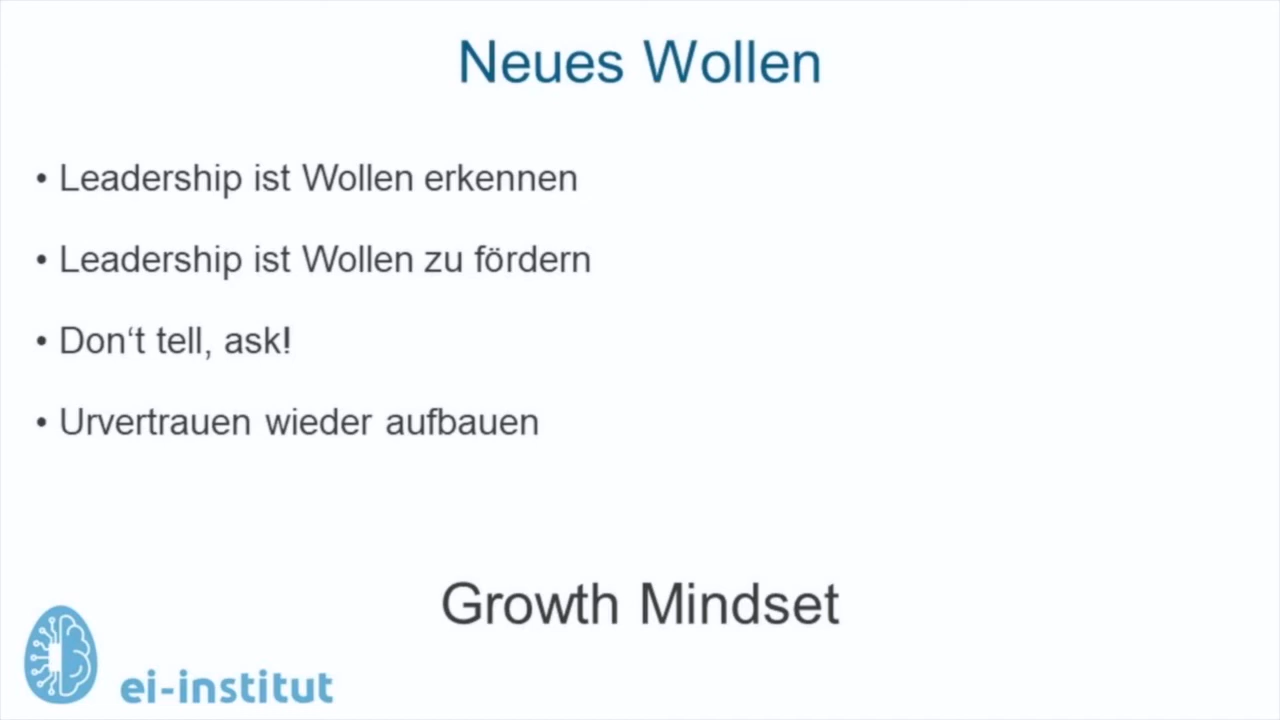 Neues Wollen
• Leadership ist Wollen erkennen
• Leadership ist Wollen zu fördern
• Don‘t tell, ask!
• Urvertrauen wieder aufbauen
Growth Mindset
ei-institut